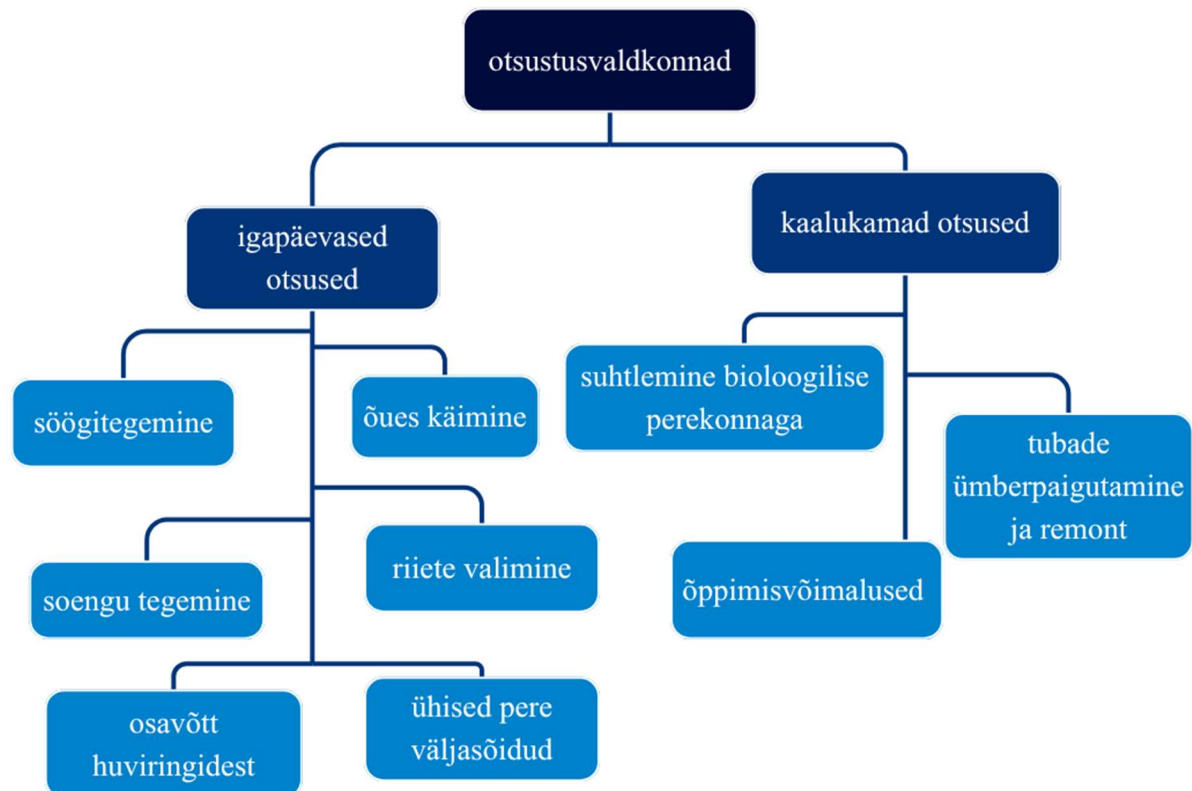 otsustusvaldkonnad
igapäevased
otsused
kaalukamad otsused
söögitegemine
õues käimine
soengu tegemine
riiete valimine
osavõtt
huviringidest
ühised pere
väljasõidud
suhtlemine bioloogilise
perekonnaga
tubade
ümberpaigutamine
ja remont
õppimisvõimalused